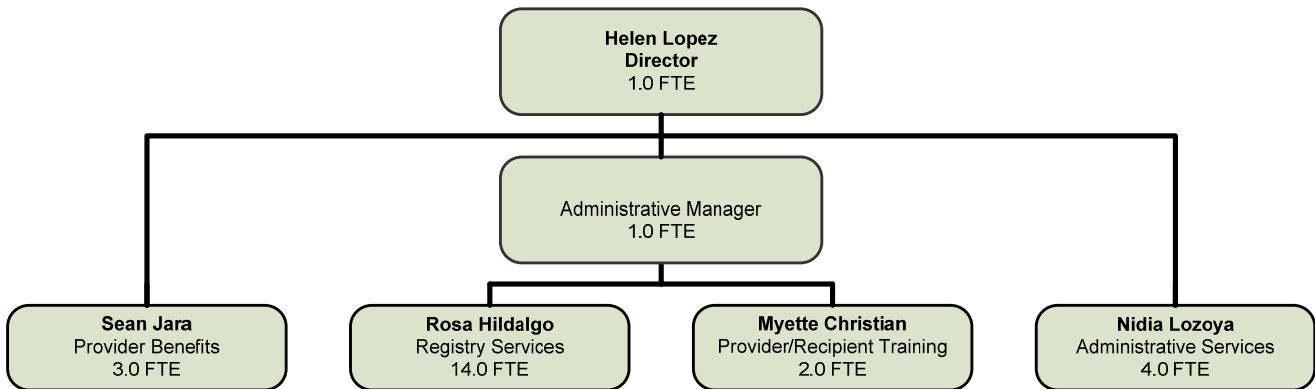 Helen Lopez
Director
1.0 FTE
Administrative Manager
1.0 FTE
Sean Jara
Provider Benefits
3.0 FTE
Rosa Hildalgo
Registry Services
14.0 FTE
Myette Christian
Provider/Recipient Training
2.0 FTE
Nidia Lozoya
Administrative Services
4.0 FTE